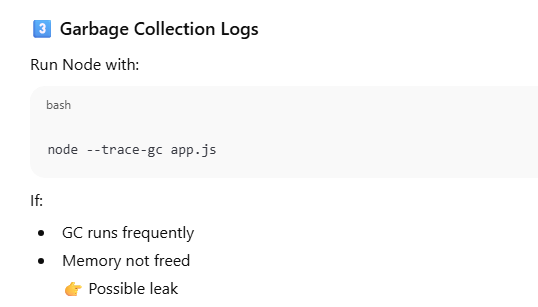 3 Garbage Collection Logs
Run Node with:
bash
node --trace-gc app.js
If:
• GC runs frequently
• Memory not freed
👉 Possible leak